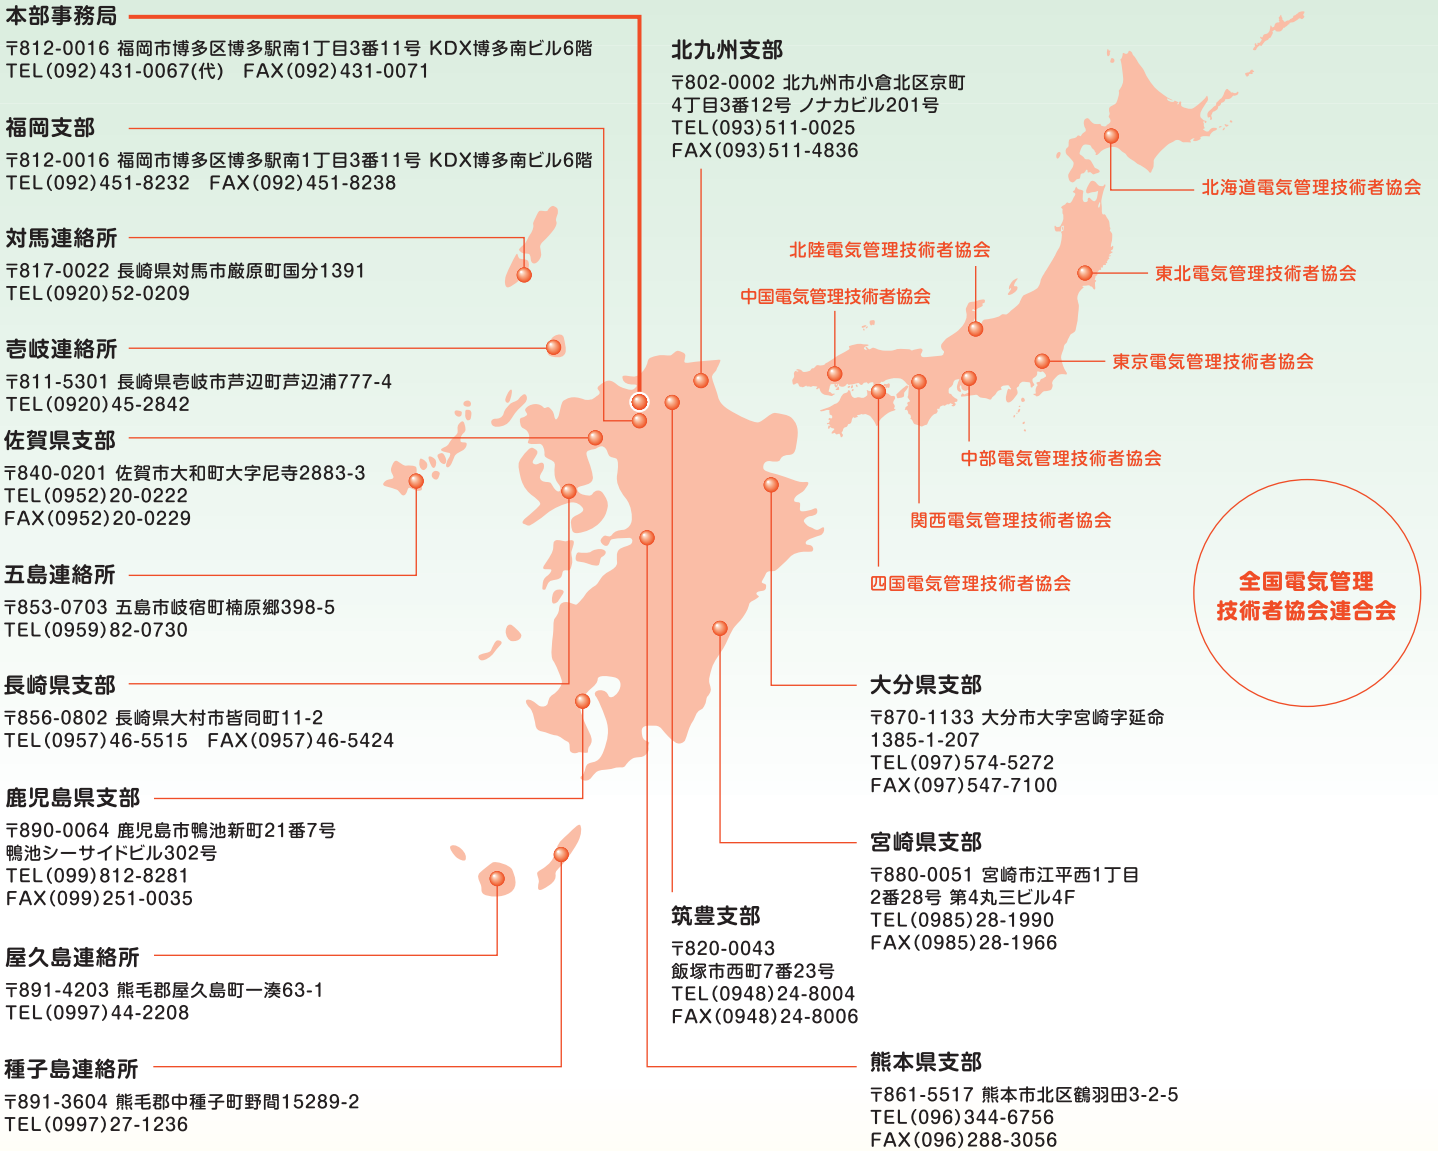 本部事務局
〒812-0016 福岡市博多区博多駅南1丁目3番11号 KDX博多南ビル6階
TEL(092)431-0067(代)　FAX(092)431-0071
福岡支部
〒812-0016 福岡市博多区博多駅南1丁目3番11号 KDX博多南ビル6階
TEL(092)451-8232　FAX(092)451-8238
対馬連絡所
〒817-0022 長崎県対馬市厳原町国分1391
TEL(0920)52-0209
壱岐連絡所
〒811-5301 長崎県壱岐市芦辺町芦辺浦777-4
TEL(0920)45-2842
佐賀県支部
〒840-0201 佐賀市大和町大字尼寺2883-3
TEL(0952)20-0222
FAX(0952)20-0229
五島連絡所
〒853-0703 五島市岐宿町楠原郷398-5
TEL(0959)82-0730
長崎県支部
〒856-0802 長崎県大村市皆同町11-2
TEL(0957)46-5515　FAX(0957)46-5424
鹿児島県支部
〒890-0064 鹿児島市鴨池新町21番7号
鴨池シーサイドビル302号
TEL(099)812-8281
FAX(099)251-0035
屋久島連絡所
〒891-4203 熊毛郡屋久島町一湊63-1
TEL(0997)44-2208
種子島連絡所
〒891-3604 熊毛郡中種子町野間15289-2
TEL(0997)27-1236
北九州支部
〒802-0002 北九州市小倉北区京町
4丁目3番12号 ノナカビル201号
TEL(093)511-0025
FAX(093)511-4836
筑豊支部
〒820-0043
飯塚市西町7番23号
TEL(0948)24-8004
FAX(0948)24-8006
大分県支部
〒870-1133 大分市大字宮崎字延命
1385-1-207
TEL(097)574-5272
FAX(097)547-7100
宮崎県支部
〒880-0051 宮崎市江平西1丁目
2番28号 第4丸三ビル4F
TEL(0985)28-1990
FAX(0985)28-1966
熊本県支部
〒861-5517 熊本市北区鶴羽田3-2-5
TEL(096)344-6756
FAX(096)288-3056
北海道電気管理技術者協会
北陸電気管理技術者協会
東北電気管理技術者協会
中国電気管理技術者協会
東京電気管理技術者協会
中部電気管理技術者協会
関西電気管理技術者協会
四国電気管理技術者協会
全国電気管理
技術者協会連合会